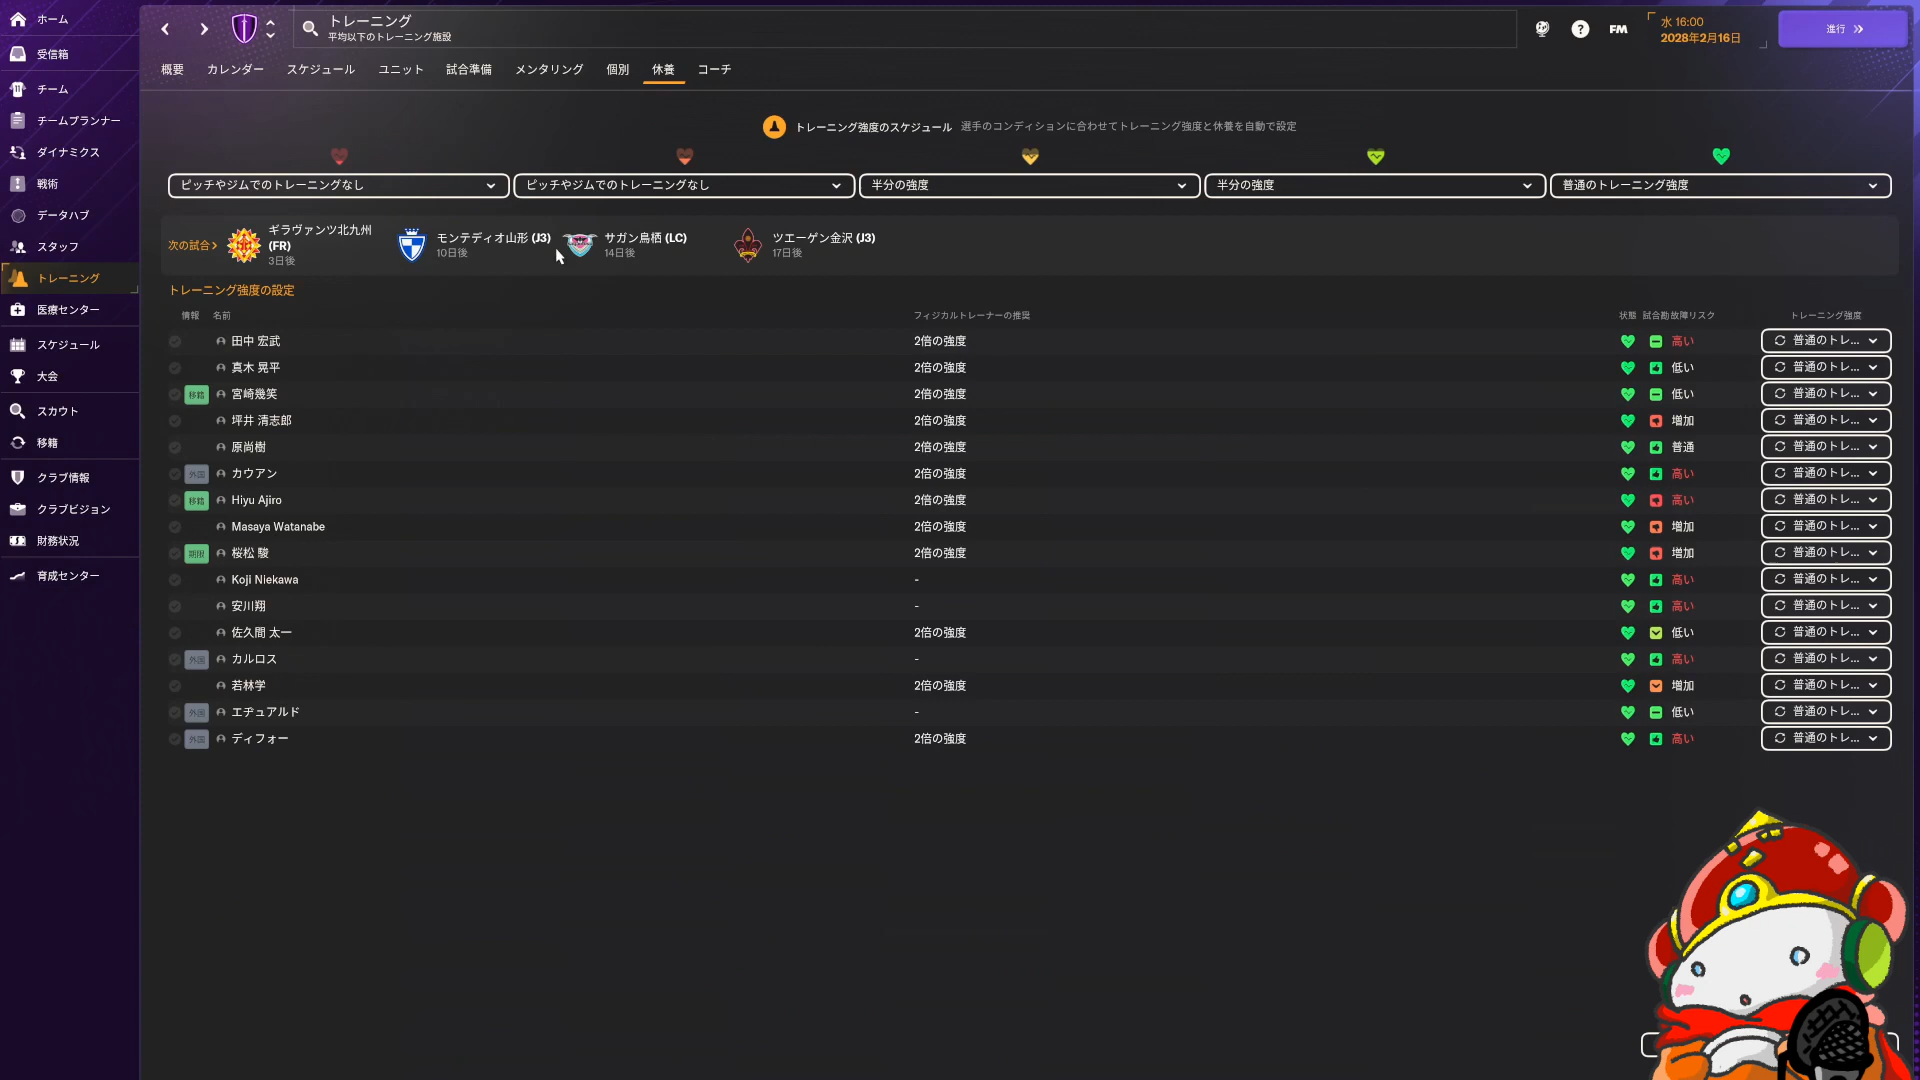 ホーム
受信箱
チーム
チームプランナー
ダイナミクス
戦術
データハブ
スタッフ
トレーニング
医療センター
スケジュール
大会
スカウト
移籍
クラブ情報
クラブビジョン
財務状況
育成センター
トレーニング
平均以下のトレーニング施設
FM
水 16:00
2028年2月16日
進行
概要 カレンダー スケジュール ユニット 試合準備 メンタリング 個別 休養 コーチ
トレーニング強度のスケジュール 選手のコンディションに合わせてトレーニング強度と休養を自動で設定
ピッチやジムでのトレーニングなし ピッチやジムでのトレーニングなし 半分の強度 半分の強度 普通のトレーニング強度
次の試合
ギラヴァンツ北九州 (FR)
3日後
モンテディオ山形 (J3)
10日後
サガン鳥栖 (LC)
14日後
ツエーゲン金沢 (J3)
17日後
トレーニング強度の設定
情報 名前 フィジカルトレーナーの推奨 状態 試合勘 故障リスク トレーニング強度
田中 宏武 2倍の強度 高い 普通のトレ...
真木 晃平 2倍の強度 低い 普通のトレ...
移籍 宮崎幾笑 2倍の強度 低い 普通のトレ...
坪井 清志郎 2倍の強度 増加 普通のトレ...
原尚樹 2倍の強度 普通 普通のトレ...
外国 カウアン 2倍の強度 高い 普通のトレ...
移籍 Hiyu Ajiro 2倍の強度 高い 普通のトレ...
Masaya Watanabe 2倍の強度 増加 普通のトレ...
期限 桜松 駿 2倍の強度 増加 普通のトレ...
Koji Niekawa - 高い 普通のトレ...
安川翔 - 高い 普通のトレ...
佐久間 太一 2倍の強度 低い 普通のトレ...
外国 カルロス - 高い 普通のトレ...
若林学 2倍の強度 増加 普通のトレ...
外国 エヂュアルド - 低い 普通のトレ...
外国 ディフォー 2倍の強度 高い 普通のトレ...